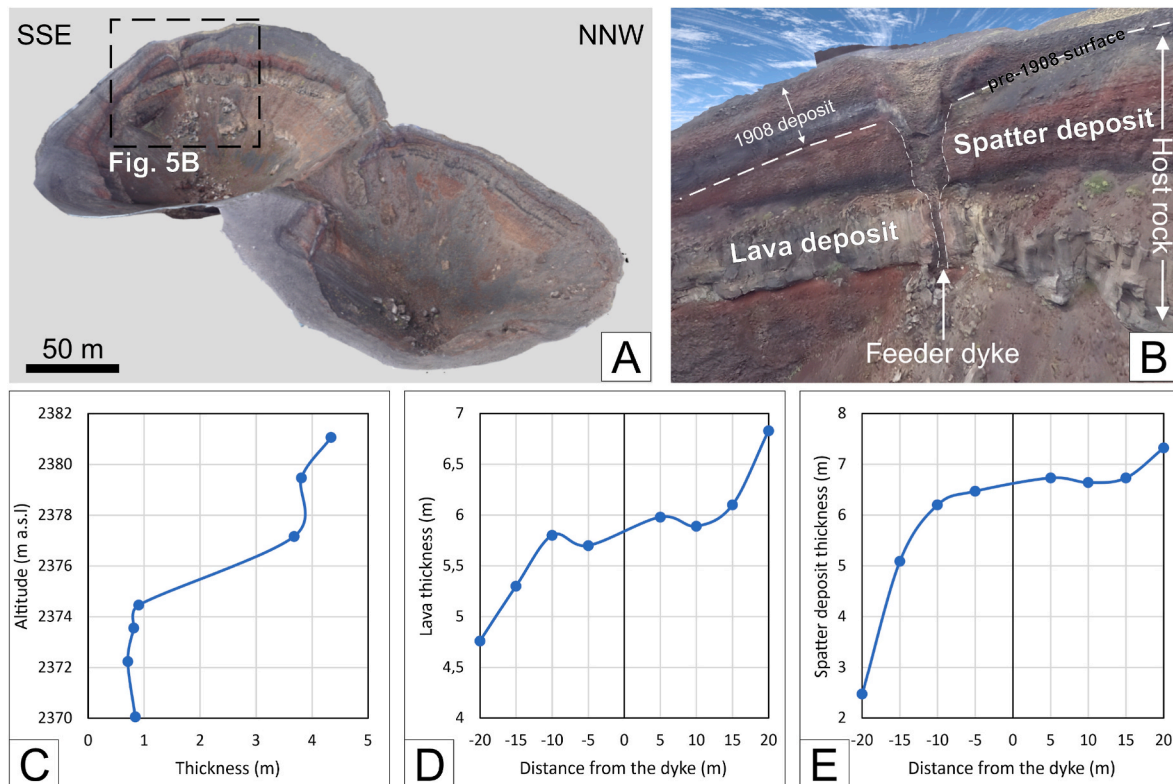 SSE
NNW
Fig. 5B
50 m
A
pre-1908 surface
1908 deposit
Spatter deposit
Lava deposit
Host rock
Feeder dyke
B
2382
2380
2378
2376
2374
2372
2370
0 1 2 3 4 5
Altitude (m a.s.l)
Thickness (m)
C
7
6,5
6
5,5
5
4,5
4
-20 -15 -10 -5 0 5 10 15 20
Lava thickness (m)
Distance from the dyke (m)
D
8
7
6
5
4
3
2
-20 -15 -10 -5 0 5 10 15 20
Spatter deposit thickness (m)
Distance from the dyke (m)
E